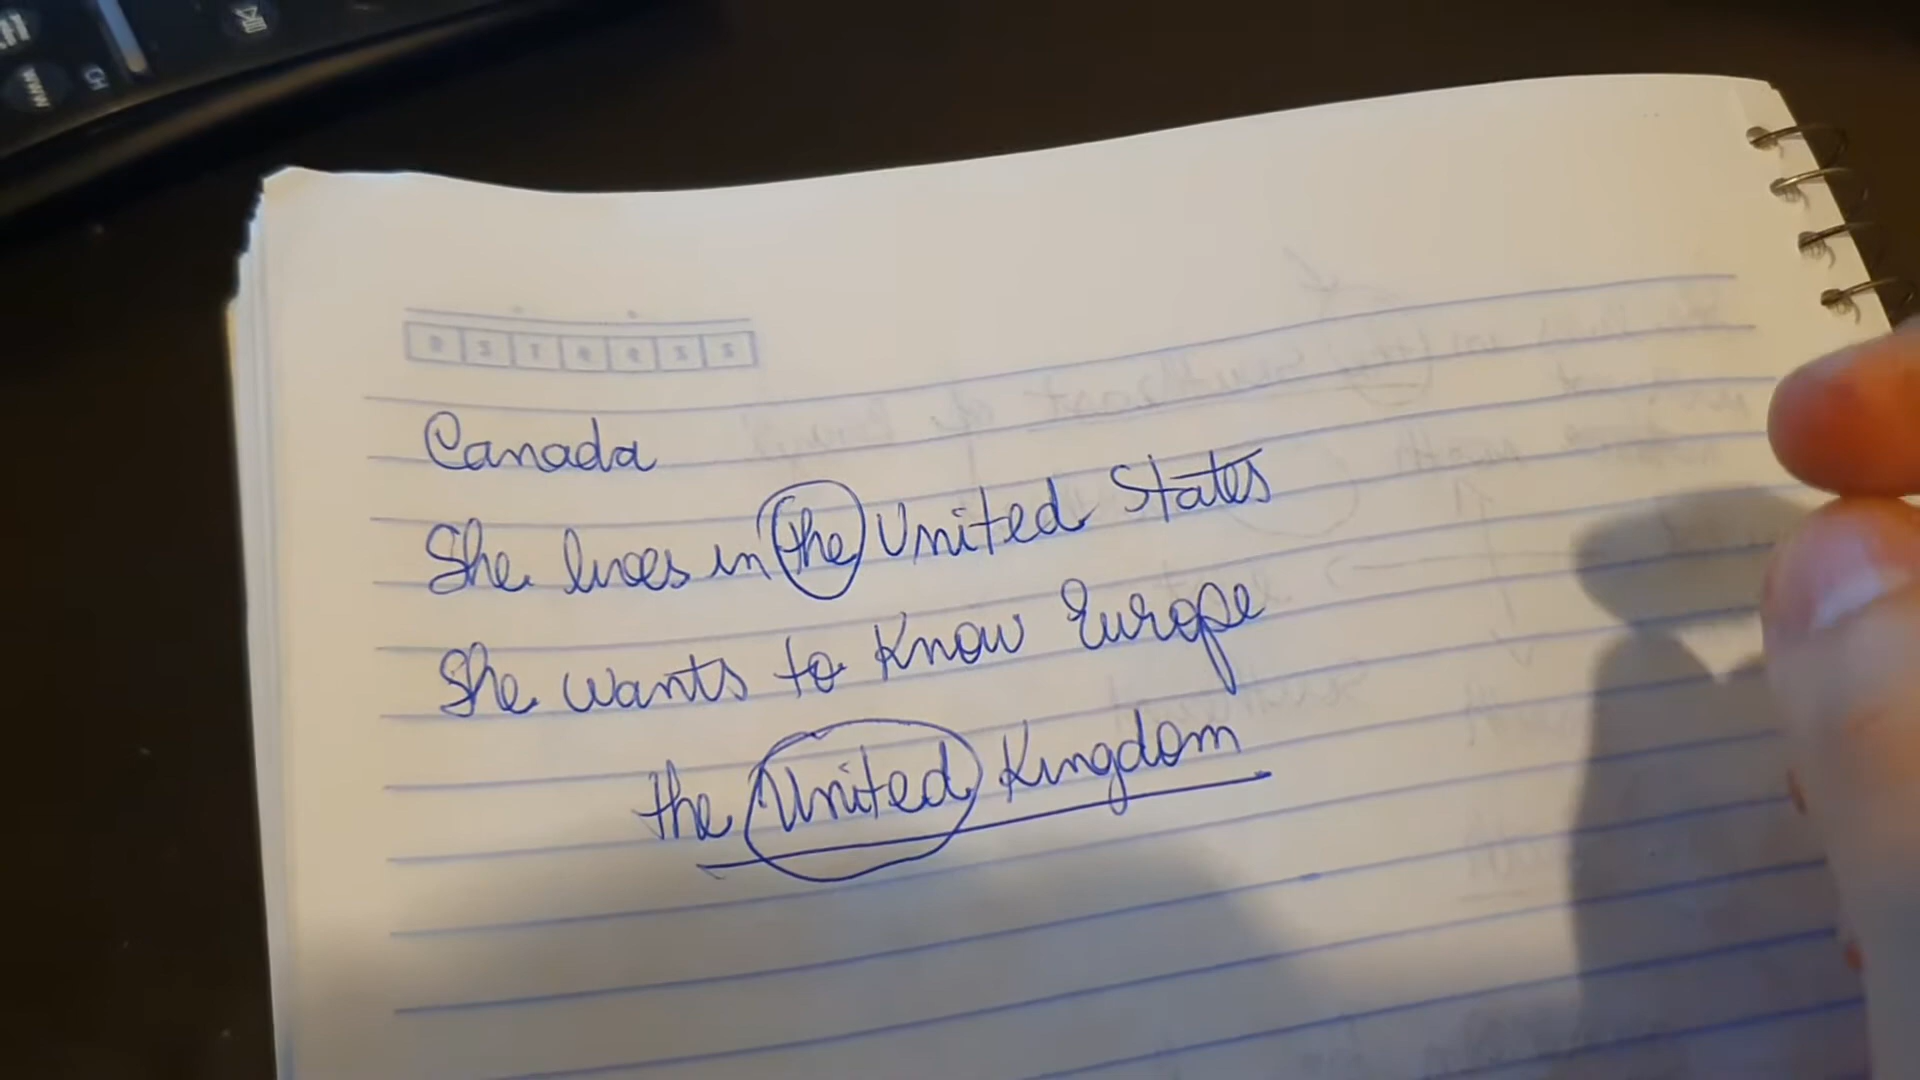 Canada
She lives in the United States
She wants to know Europe
the United Kingdom